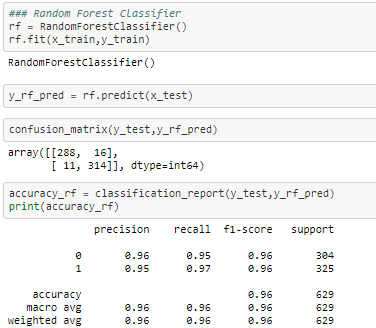 ### Random Forest Classifier
rf = RandomForestClassifier()
rf.fit(x_train,y_train)
RandomForestClassifier()
y_rf_pred = rf.predict(x_test)
confusion_matrix(y_test,y_rf_pred)
array([[288,  16],
       [ 11, 314]], dtype=int64)
accuracy_rf = classification_report(y_test,y_rf_pred)
print(accuracy_rf)
              precision    recall  f1-score   support
           0       0.96      0.95      0.96       304
           1       0.95      0.97      0.96       325
    accuracy                           0.96       629
   macro avg       0.96      0.96      0.96       629
weighted avg       0.96      0.96      0.96       629